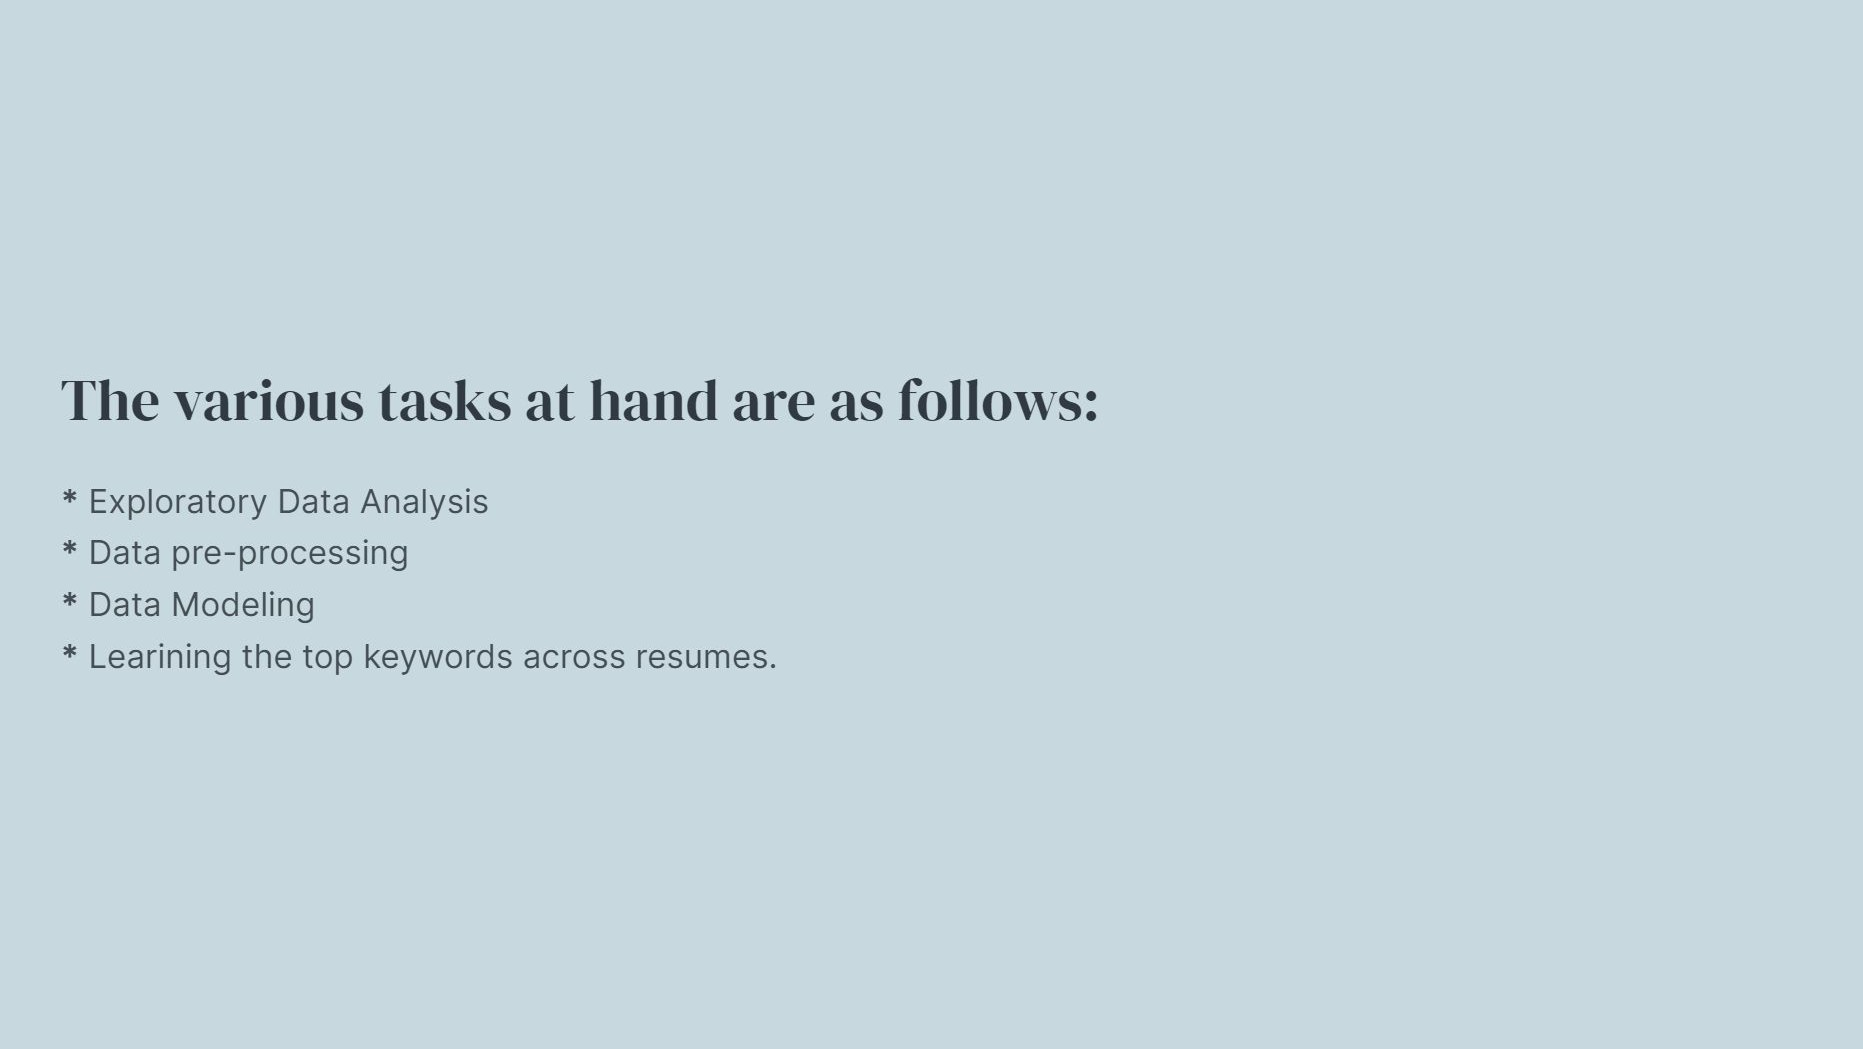 The various tasks at hand are as follows:
* Exploratory Data Analysis
* Data pre-processing
* Data Modeling
* Learining the top keywords across resumes.